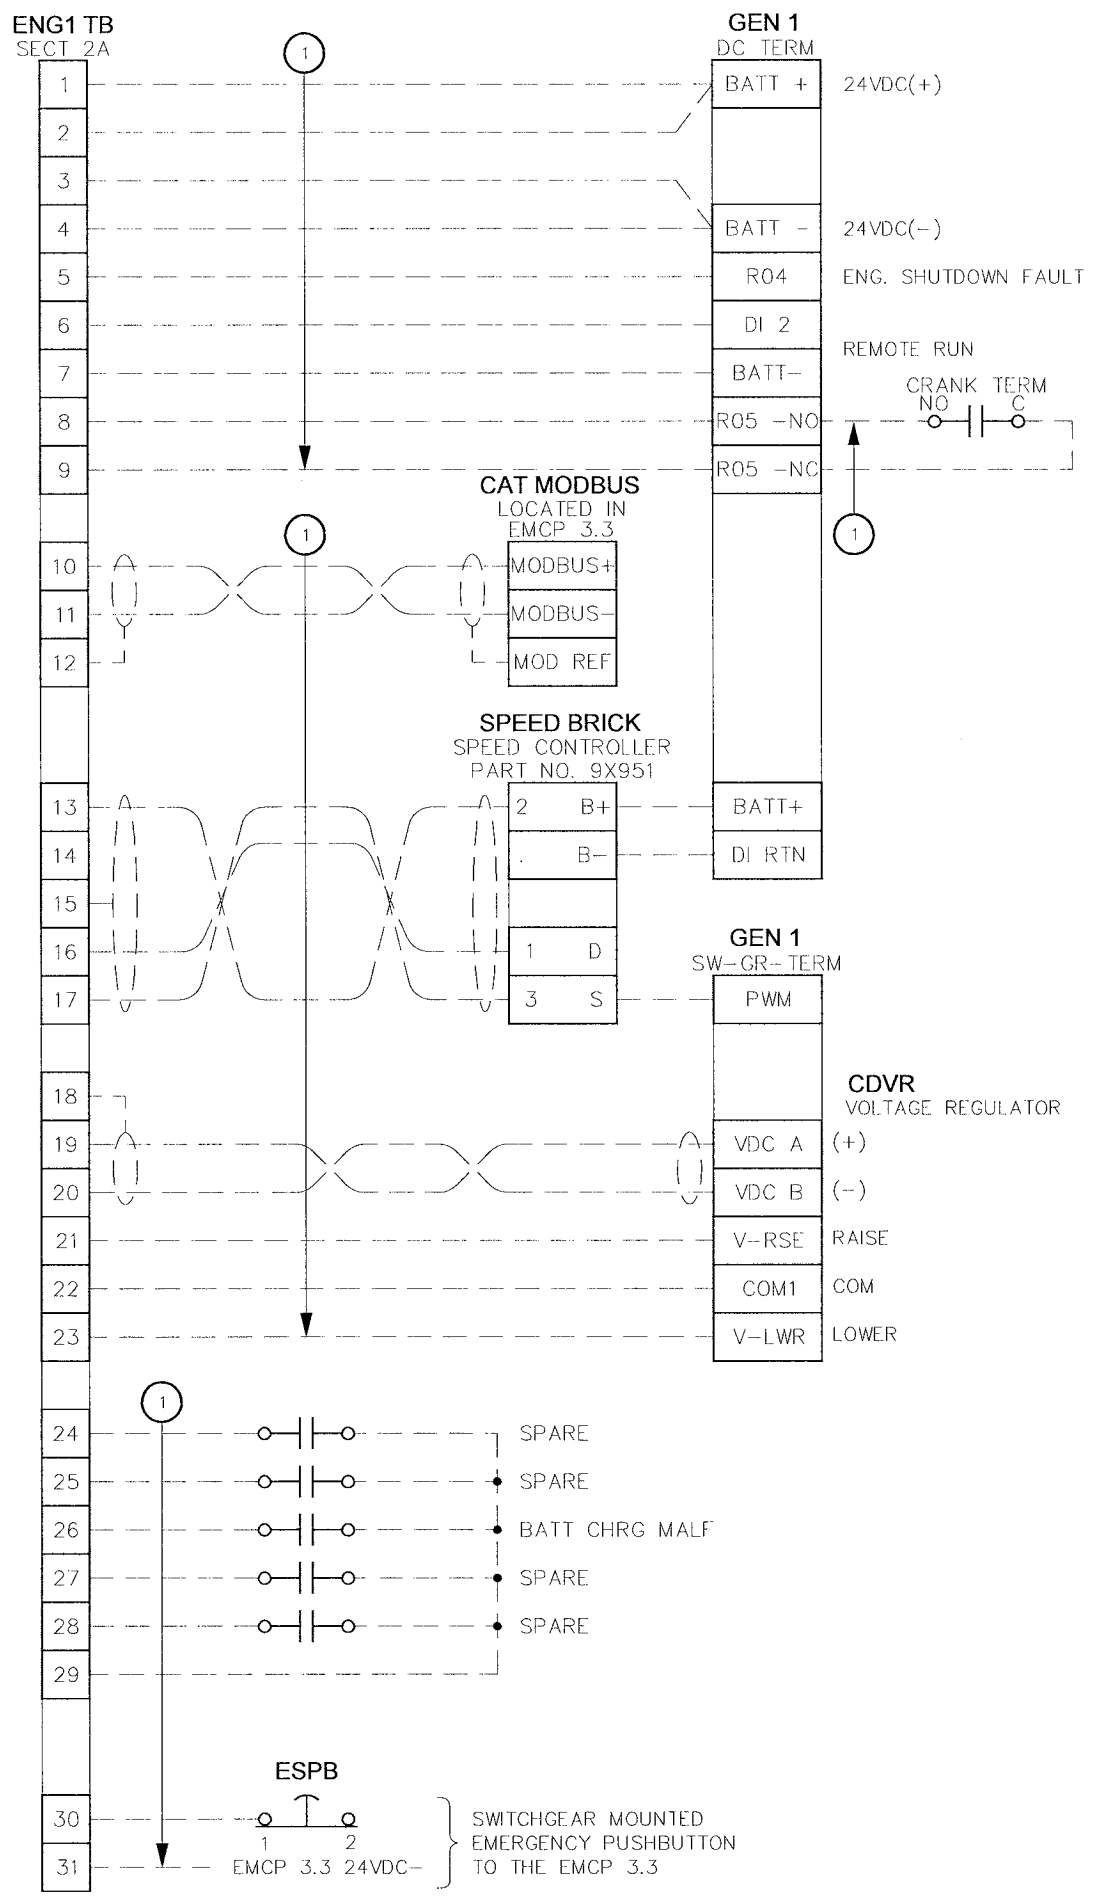 ENG1 TB
SECT 2A
GEN 1
DC TERM
1
1
BATT +
24VDC(+)
2
3
4
BATT -
24VDC(-)
5
R04
ENG. SHUTDOWN FAULT
6
DI 2
REMOTE RUN
7
BATT-
CRANK TERM
NO
C
8
R05 -NO
9
R05 -NC
CAT MODBUS
LOCATED IN
EMCP 3.3
1
1
10
MODBUS+
11
MODBUS-
12
MOD REF
SPEED BRICK
SPEED CONTROLLER
PART NO. 9X951
13
2 B+
BATT+
14
. B-
DI RTN
15
16
1 D
GEN 1
SW-GR-TERM
17
3 S
PWM
CDVR
VOLTAGE REGULATOR
18
19
VDC A
(+)
20
VDC B
(-)
21
V-RSE
RAISE
22
COM1
COM
23
V-LWR
LOWER
1
24
SPARE
25
SPARE
26
BATT CHRG MALF
27
SPARE
28
SPARE
29
ESPB
30
1
2
SWITCHGEAR MOUNTED
EMERGENCY PUSHBUTTON
TO THE EMCP 3.3
31
EMCP 3.3 24VDC-